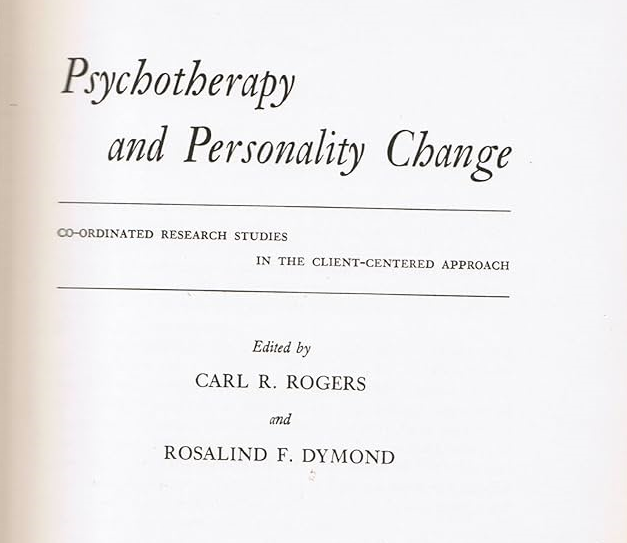 Psychotherapy
and Personality Change
CO-ORDINATED RESEARCH STUDIES
IN THE CLIENT-CENTERED APPROACH
Edited by
CARL R. ROGERS
and
ROSALIND F. DYMOND